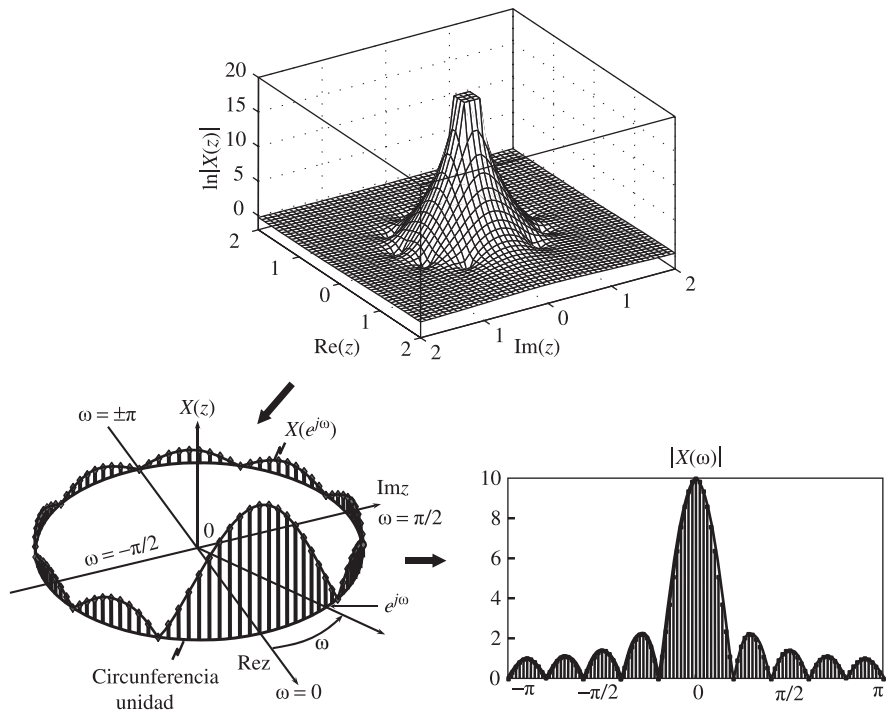 20
15
10
5
0
ln|X(z)|
2
1
0
1
2
Re(z)
2
1
0
1
2
Im(z)
ω = ±π
X(z)
X(e^{jω})
Imz
ω = π/2
0
ω = −π/2
e^{jω}
ω
Rez
ω = 0
Circunferencia
unidad
|X(ω)|
10
8
6
4
2
0
−π
−π/2
0
π/2
π